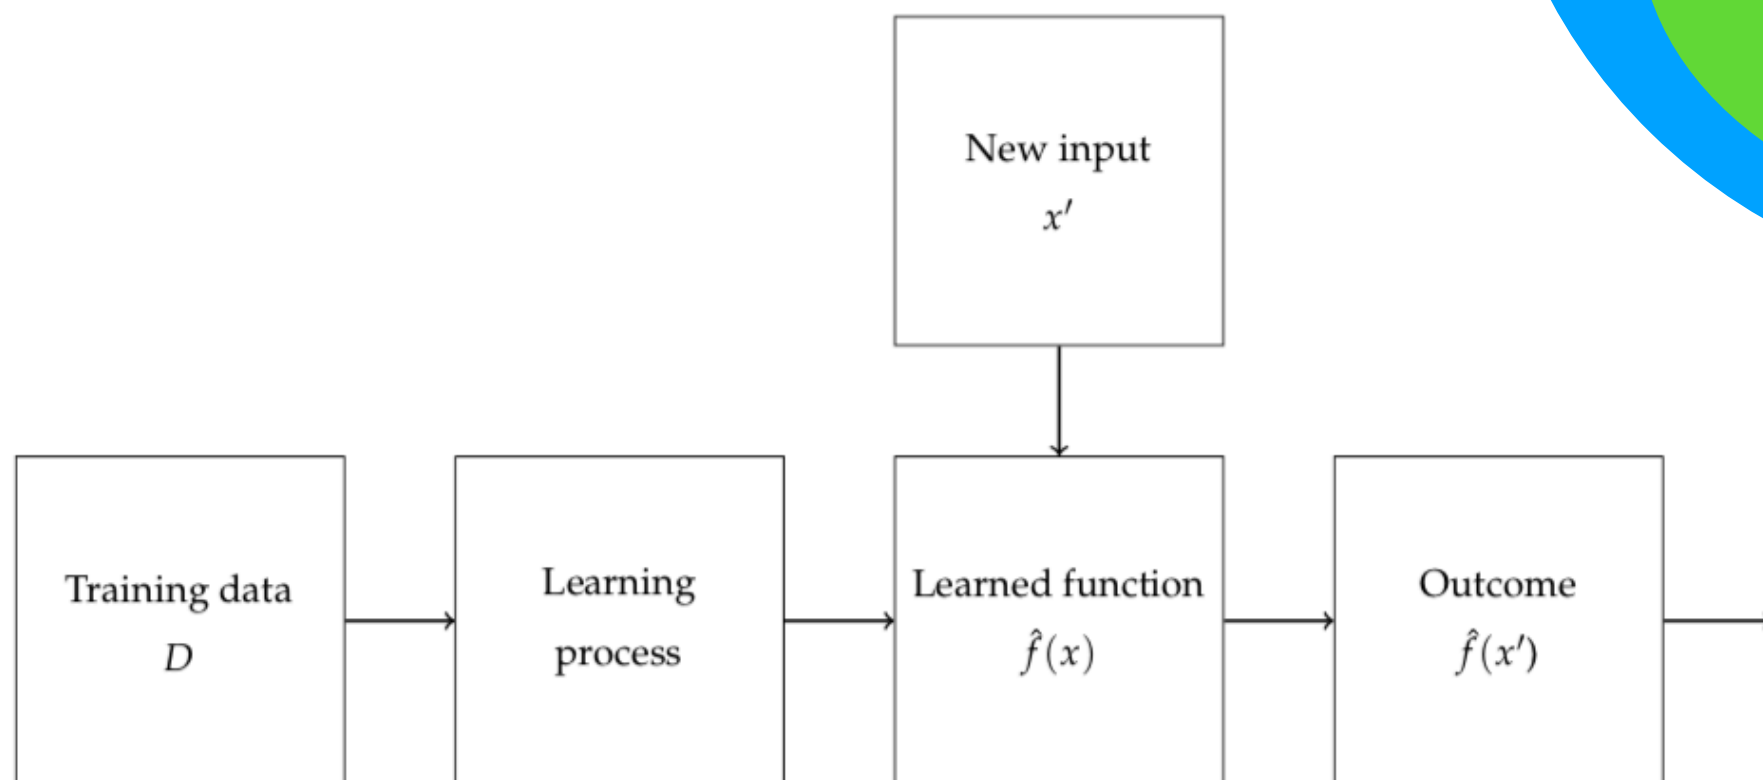 New input
x′
Training data
D
Learning
process
Learned function
f̂(x)
Outcome
f̂(x′)